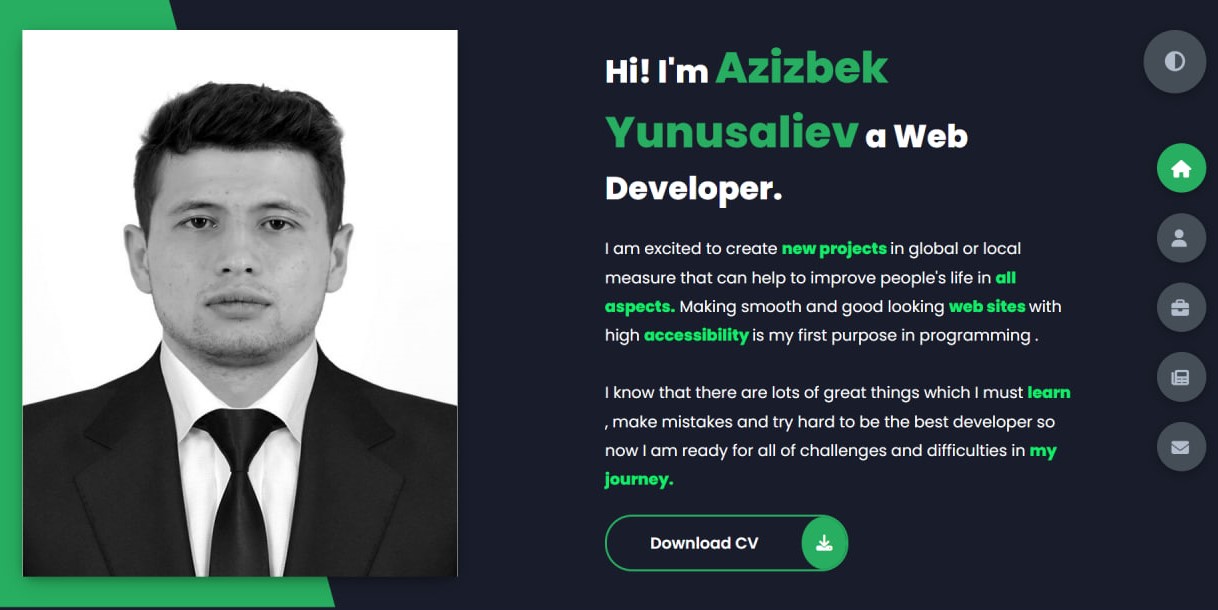 Hi! I'm Azizbek
Yunusaliev a Web
Developer.
I am excited to create new projects in global or local
measure that can help to improve people's life in all
aspects. Making smooth and good looking web sites with
high accessibility is my first purpose in programming .
I know that there are lots of great things which I must learn
, make mistakes and try hard to be the best developer so
now I am ready for all of challenges and difficulties in my
journey.
Download CV